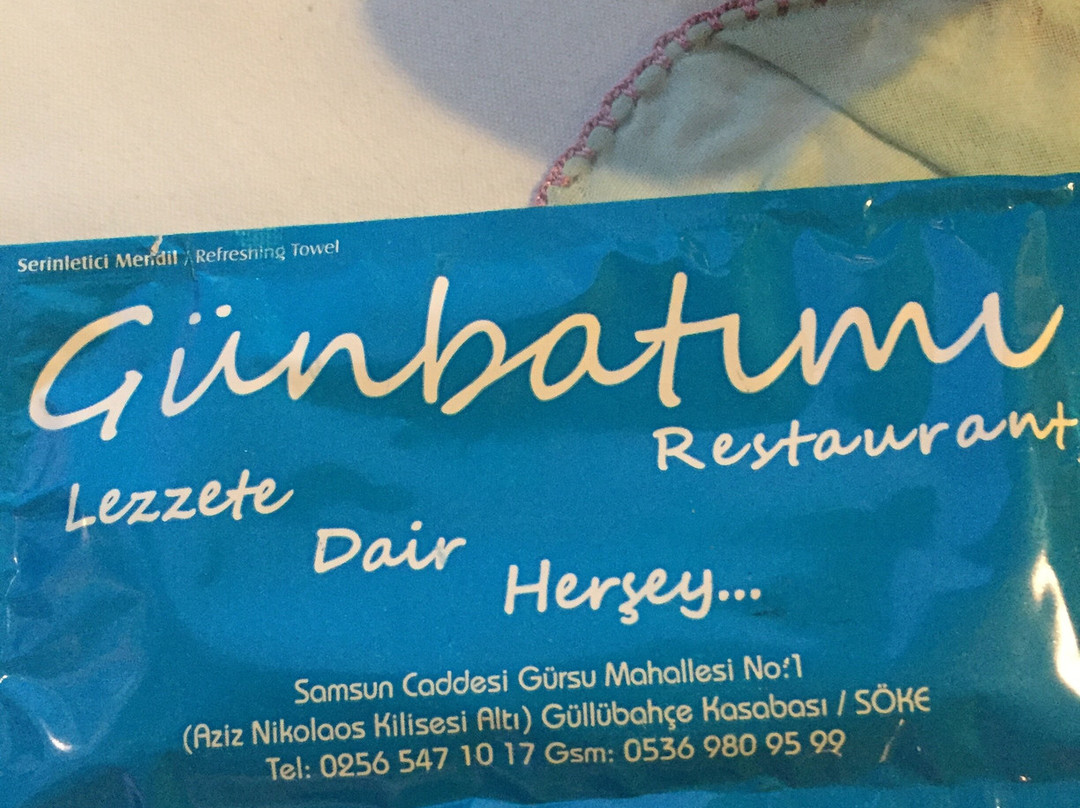 Serinletici Mendil / Refreshing Towel
Günbatımı
Restaurant
Lezzete
Dair
Herşey...
Samsun Caddesi Gürsu Mahallesi No:1
(Aziz Nikolaos Kilisesi Altı) Güllübahçe Kasabası / SÖKE
Tel: 0256 547 10 17 Gsm: 0536 980 95 99